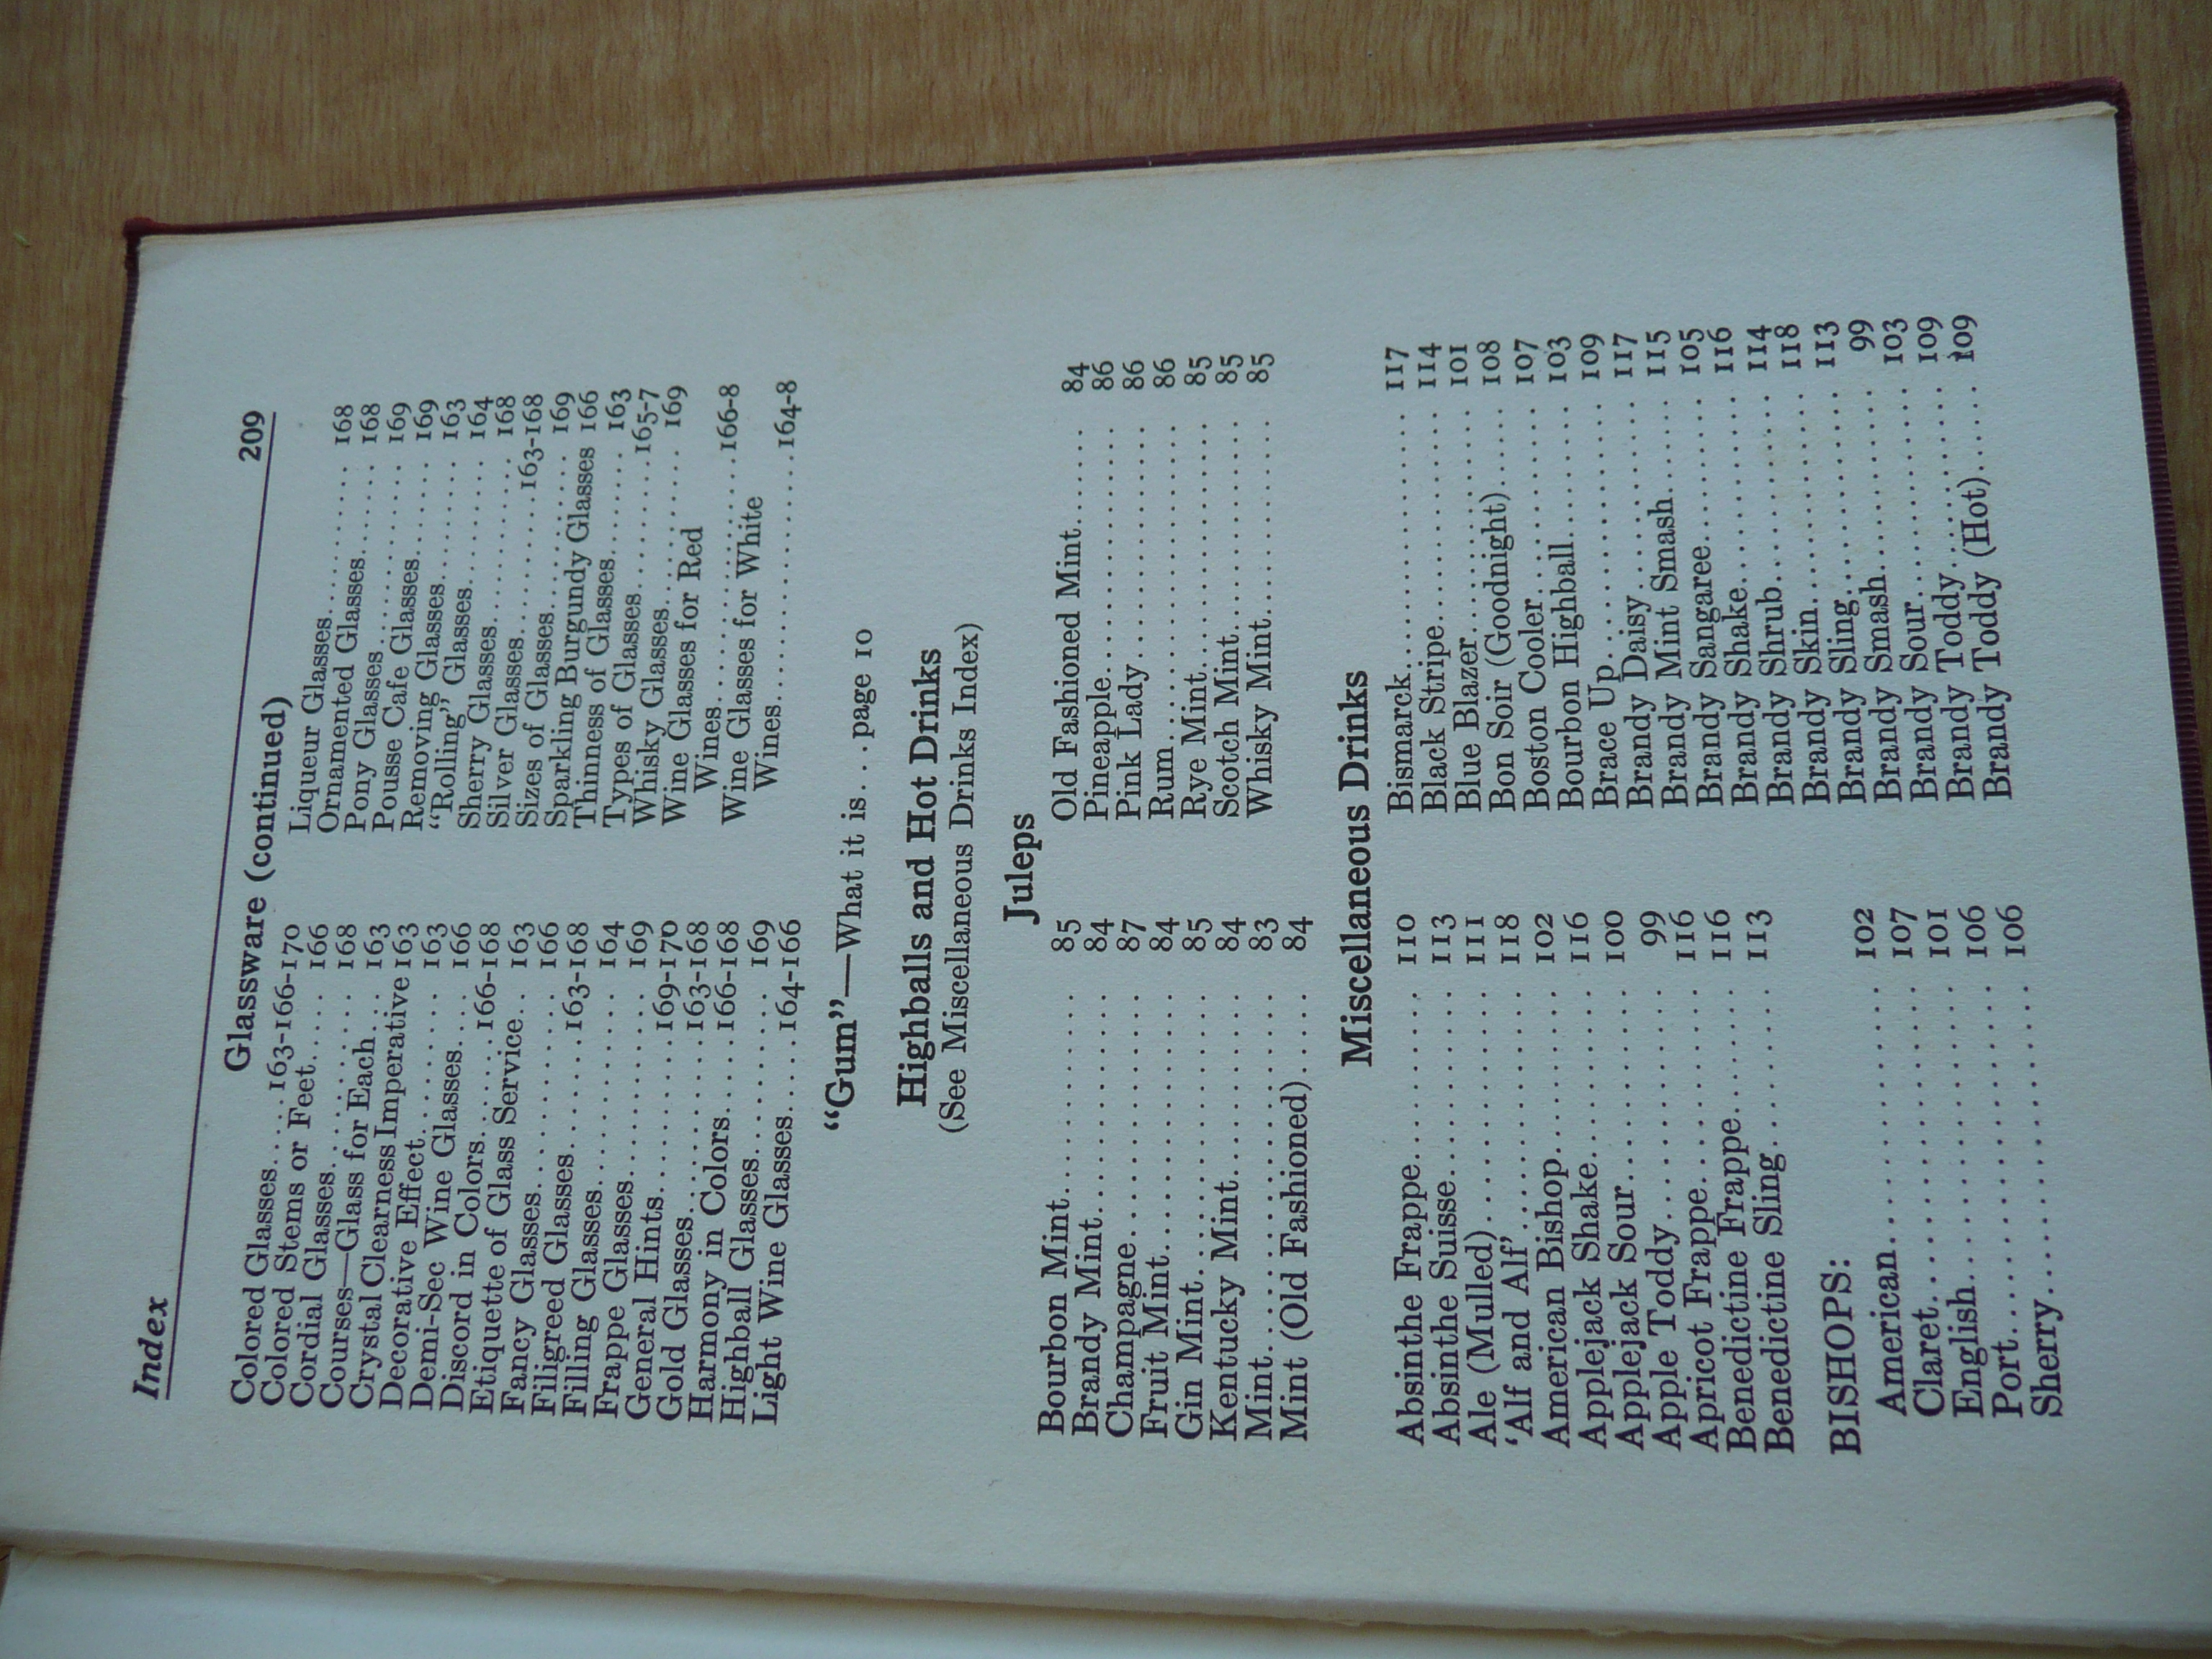 Index 209
Glassware (continued)
Colored Glasses.....163-166-170
Colored Stems or Feet..... 166
Cordial Glasses.......... 168
Courses—Glass for Each... 163
Crystal Clearness Imperative 163
Decorative Effect......... 163
Demi-Sec Wine Glasses.... 166
Discord in Colors.......166-168
Etiquette of Glass Service.. 163
Fancy Glasses............ 166
Filigreed Glasses.......163-168
Filling Glasses........... 164
Frappe Glasses........... 169
General Hints..........169-170
Gold Glasses...........163-168
Harmony in Colors.....166-168
Highball Glasses.......... 169
Light Wine Glasses.....164-166
Liqueur Glasses........... 168
Ornamented Glasses....... 168
Pony Glasses............. 169
Pousse Cafe Glasses....... 169
Removing Glasses......... 163
“Rolling” Glasses......... 164
Sherry Glasses............ 168
Silver Glasses..........163-168
Sizes of Glasses........... 169
Sparkling Burgundy Glasses 166
Thinness of Glasses....... 163
Types of Glasses.........165-7
Whisky Glasses.......... 169
Wine Glasses for Red
Wines................166-8
Wine Glasses for White
Wines................164-8
“Gum”—What it is...page 10
Highballs and Hot Drinks
(See Miscellaneous Drinks Index)
Juleps
Bourbon Mint............ 85
Brandy Mint............. 84
Champagne.............. 87
Fruit Mint............... 84
Gin Mint................ 85
Kentucky Mint........... 84
Mint................... 83
Mint (Old Fashioned)..... 84
Old Fashioned Mint....... 84
Pineapple................ 86
Pink Lady............... 86
Rum.................... 86
Rye Mint................ 85
Scotch Mint.............. 85
Whisky Mint............. 85
Miscellaneous Drinks
Absinthe Frappe.......... 110
Absinthe Suisse........... 113
Ale (Mulled)............. 111
‘Alf and Alf’............. 118
American Bishop......... 102
Applejack Shake.......... 116
Applejack Sour........... 100
Apple Toddy............. 99
Apricot Frappe........... 116
Benedictine Frappe....... 116
Benedictine Sling......... 113
BISHOPS:
American............... 102
Claret.................. 107
English................. 101
Port.................... 106
Sherry.................. 106
Bismarck................ 117
Black Stripe............. 114
Blue Blazer.............. 101
Bon Soir (Goodnight)..... 108
Boston Cooler............ 107
Bourbon Highball........ 103
Brace Up................ 109
Brandy Daisy............ 117
Brandy Mint Smash...... 115
Brandy Sangaree......... 105
Brandy Shake............ 116
Brandy Shrub............ 114
Brandy Skin............. 118
Brandy Sling............. 113
Brandy Smash........... 99
Brandy Sour............. 103
Brandy Toddy........... 109
Brandy Toddy (Hot)..... 109